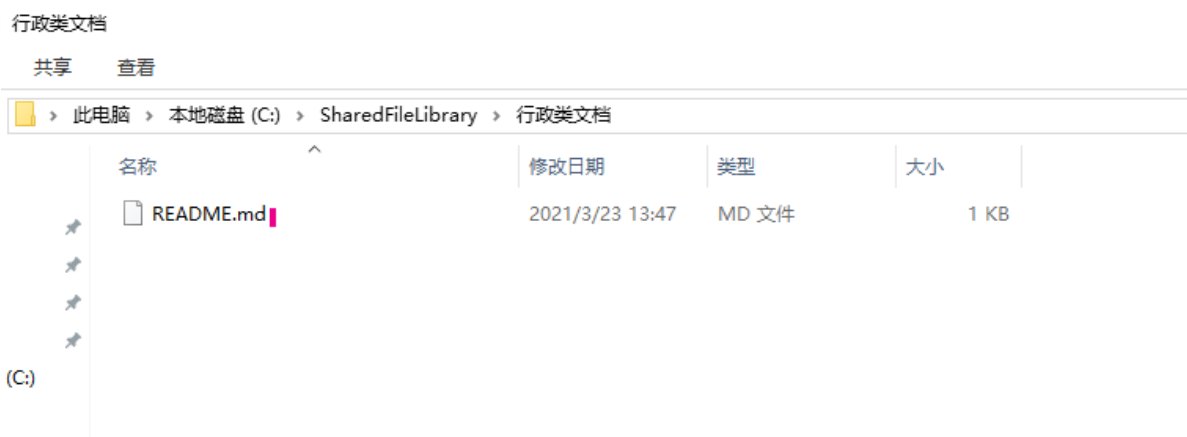 行政类文档
共享 查看
此电脑 > 本地磁盘 (C:) > SharedFileLibrary > 行政类文档
名称 修改日期 类型 大小
README.md 2021/3/23 13:47 MD 文件 1 KB
(C:)